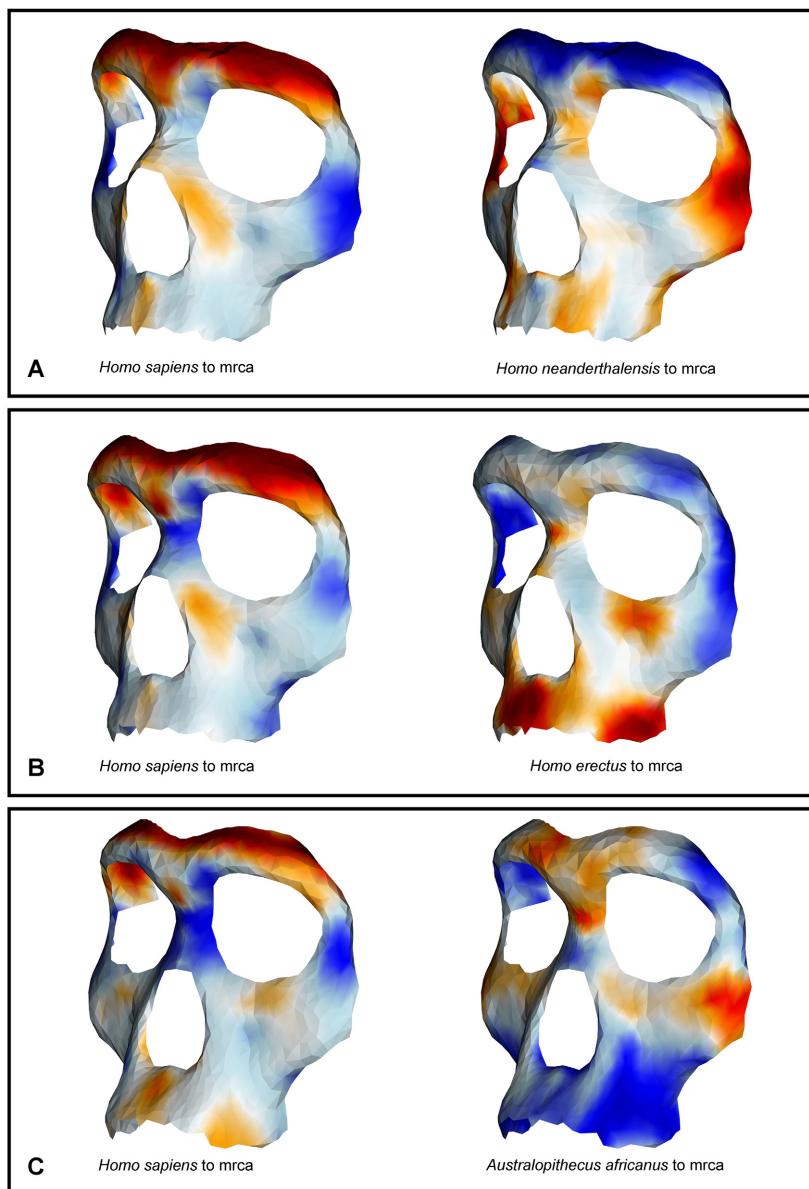 A
Homo sapiens to mrca
Homo neanderthalensis to mrca
B
Homo sapiens to mrca
Homo erectus to mrca
C
Homo sapiens to mrca
Australopithecus africanus to mrca